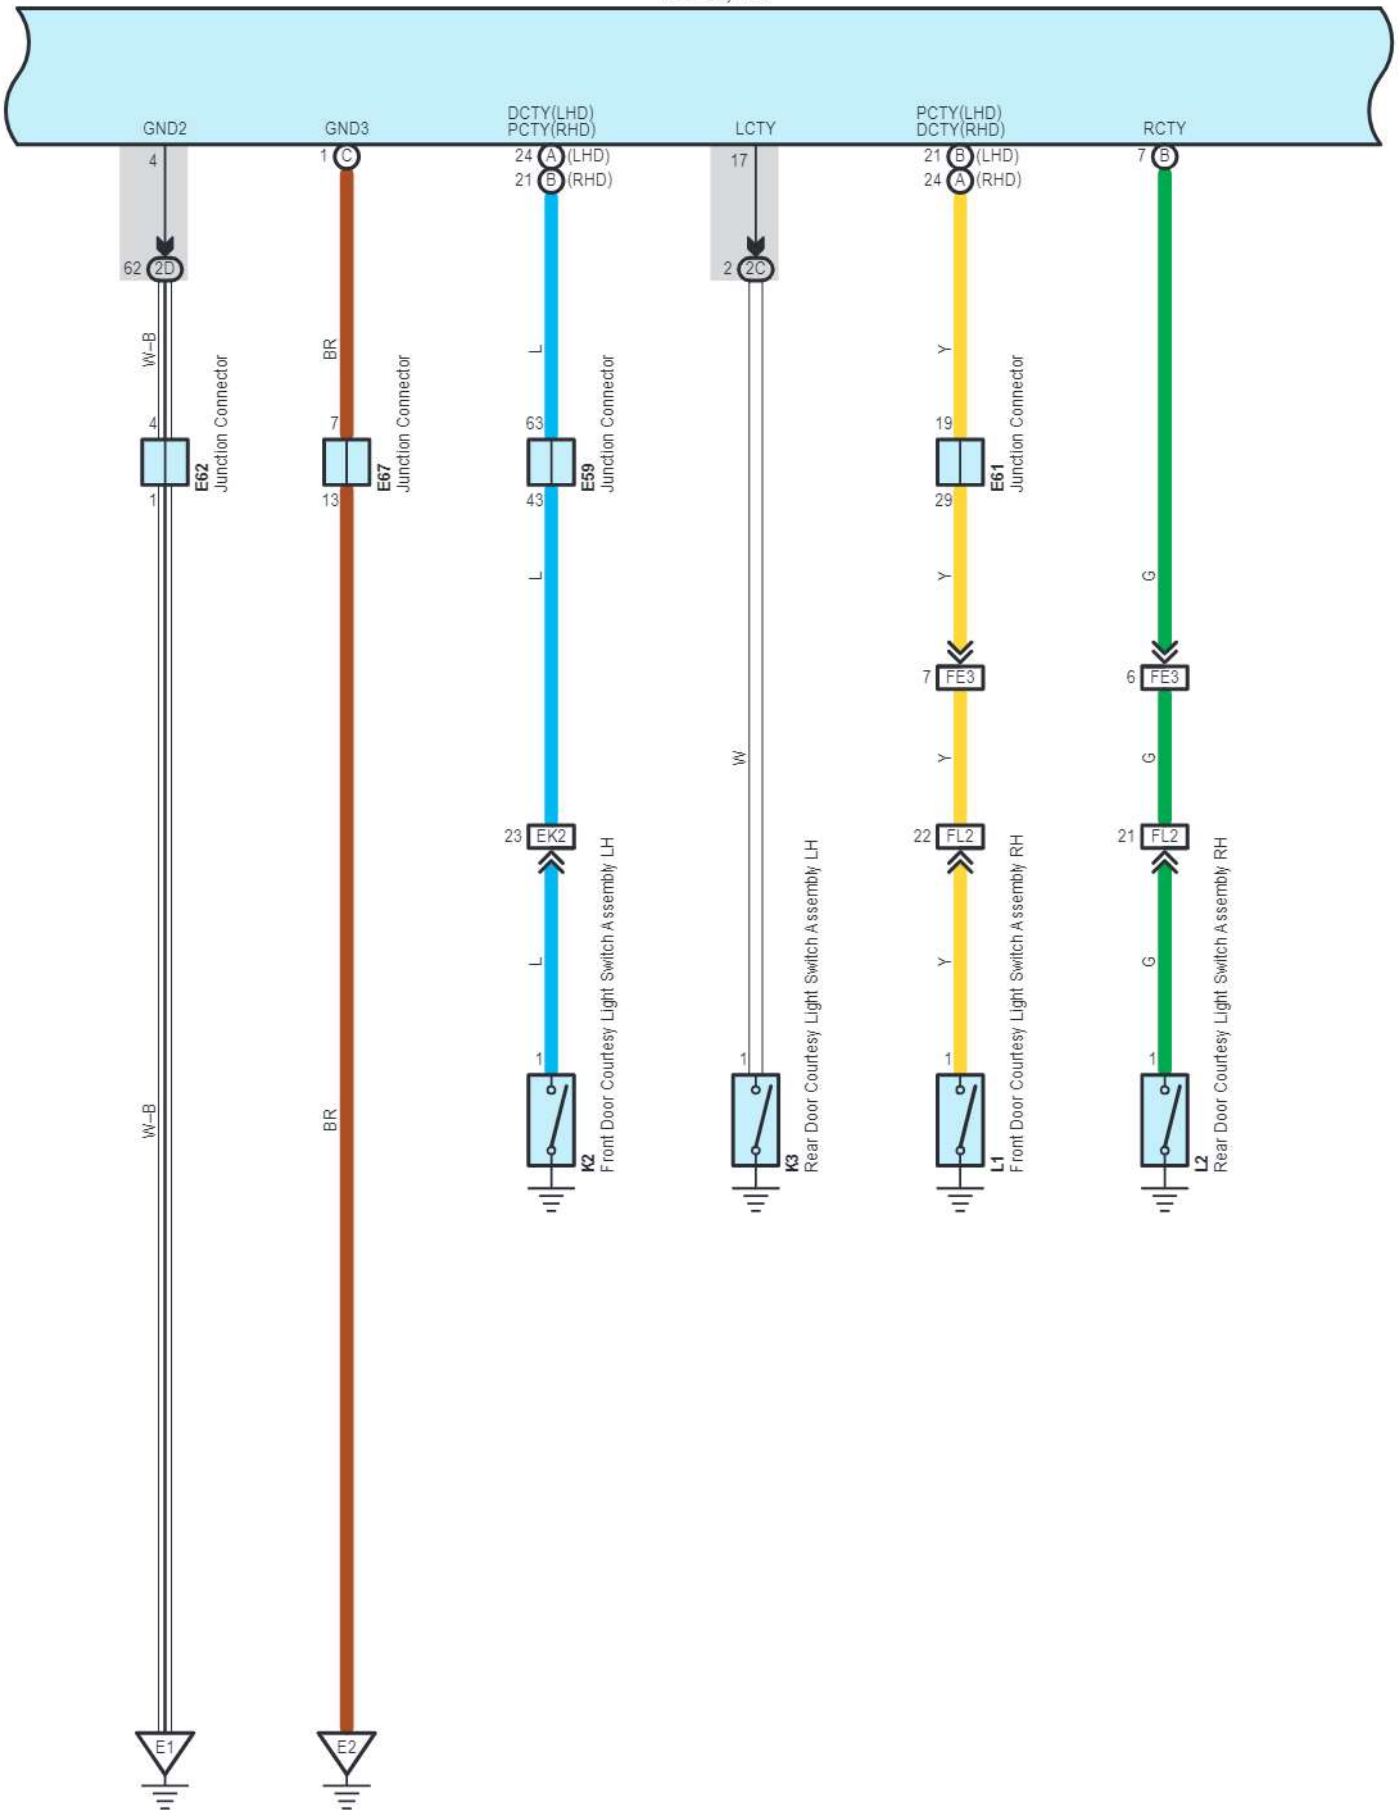 DCTY(LHD)
PCTY(LHD)
GND2
GND3
PCTY(RHD)
LCTY
DCTY(RHD)
RCTY
4
1 C
24 A (LHD)
17
21 B (LHD)
7 B
21 B (RHD)
24 A (RHD)
62 2D
2 2C
W–B
BR
L
Y
4
7
63
19
E62
Junction Connector
E67
Junction Connector
E59
Junction Connector
E61
Junction Connector
1
13
43
29
L
Y
G
7 FE3
6 FE3
W
Y
G
23 EK2
22 FL2
21 FL2
L
Y
G
1
1
1
1
K2
Front Door Courtesy Light Switch Assembly LH
K3
Rear Door Courtesy Light Switch Assembly LH
L1
Front Door Courtesy Light Switch Assembly RH
L2
Rear Door Courtesy Light Switch Assembly RH
W–B
BR
E1
E2